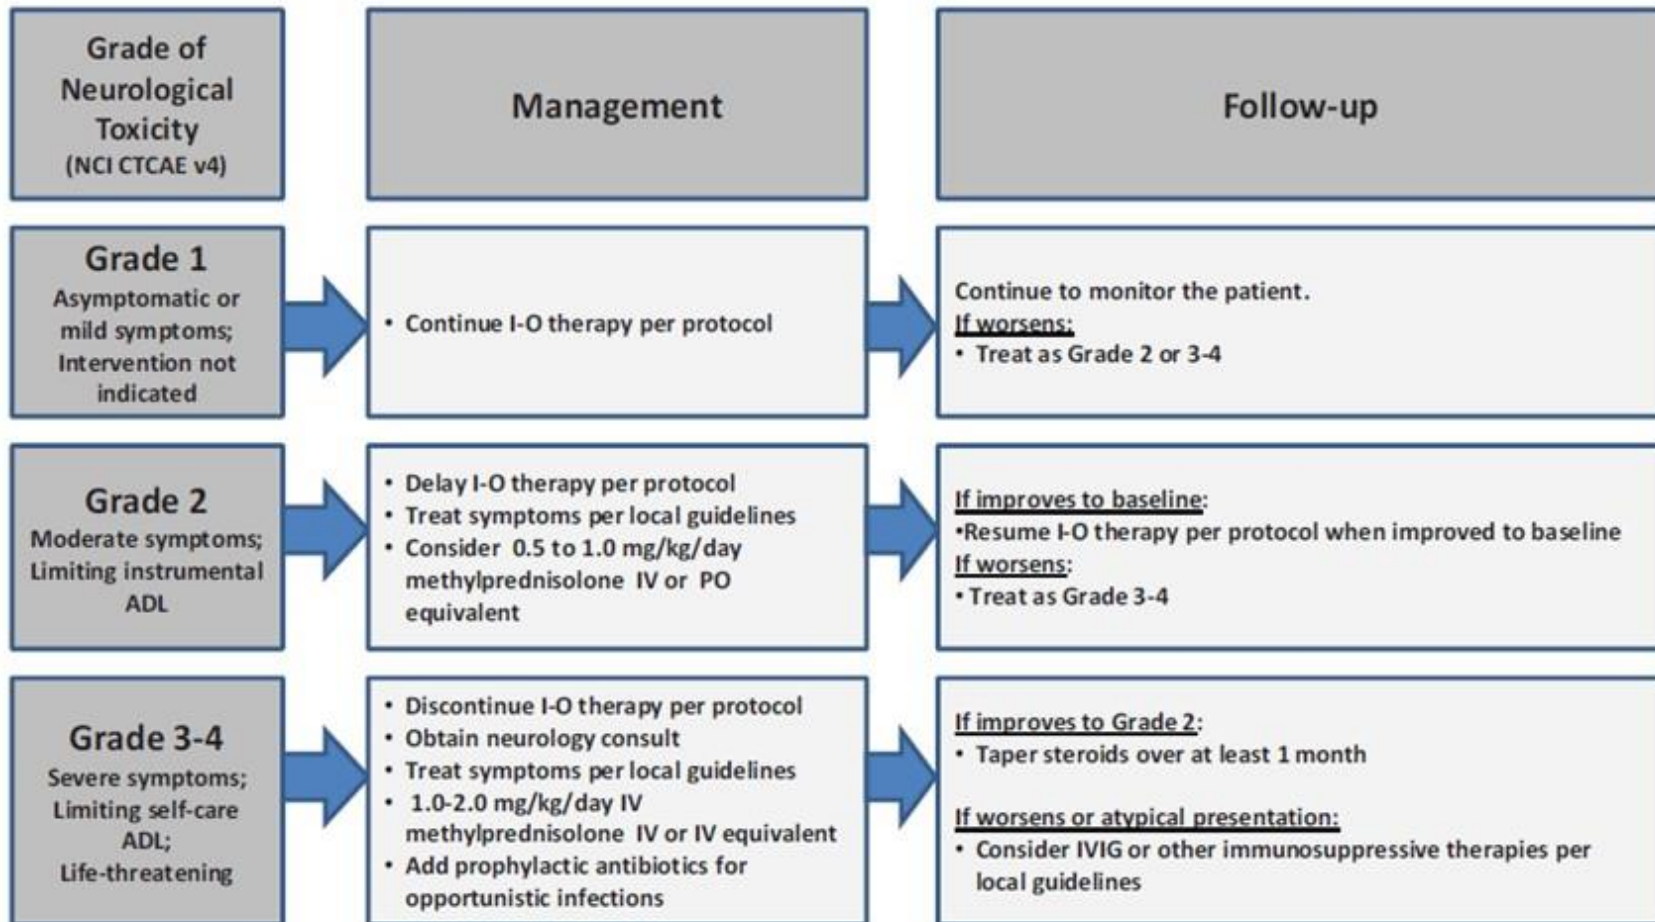 Grade of
Neurological
Toxicity
(NCI CTCAE v4)
Management
Follow-up
Grade 1
Asymptomatic or
mild symptoms;
Intervention not
indicated
• Continue I-O therapy per protocol
Continue to monitor the patient.
If worsens:
• Treat as Grade 2 or 3-4
Grade 2
Moderate symptoms;
Limiting instrumental
ADL
• Delay I-O therapy per protocol
• Treat symptoms per local guidelines
• Consider 0.5 to 1.0 mg/kg/day
methylprednisolone IV or PO
equivalent
If improves to baseline:
•Resume I-O therapy per protocol when improved to baseline
If worsens:
• Treat as Grade 3-4
Grade 3-4
Severe symptoms;
Limiting self-care
ADL;
Life-threatening
• Discontinue I-O therapy per protocol
• Obtain neurology consult
• Treat symptoms per local guidelines
• 1.0-2.0 mg/kg/day IV
methylprednisolone IV or IV equivalent
• Add prophylactic antibiotics for
opportunistic infections
If improves to Grade 2:
• Taper steroids over at least 1 month
If worsens or atypical presentation:
• Consider IVIG or other immunosuppressive therapies per
local guidelines